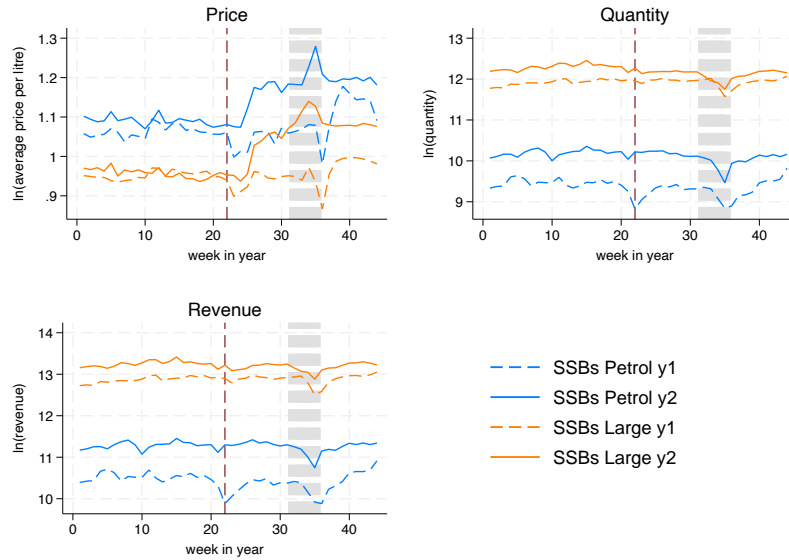 Price
ln(average price per litre)
1.3
1.2
1.1
1
.9
0 10 20 30 40
week in year
Quantity
ln(quantity)
13
12
11
10
9
0 10 20 30 40
week in year
Revenue
ln(revenue)
14
13
12
11
10
0 10 20 30 40
week in year
SSBs Petrol y1
SSBs Petrol y2
SSBs Large y1
SSBs Large y2